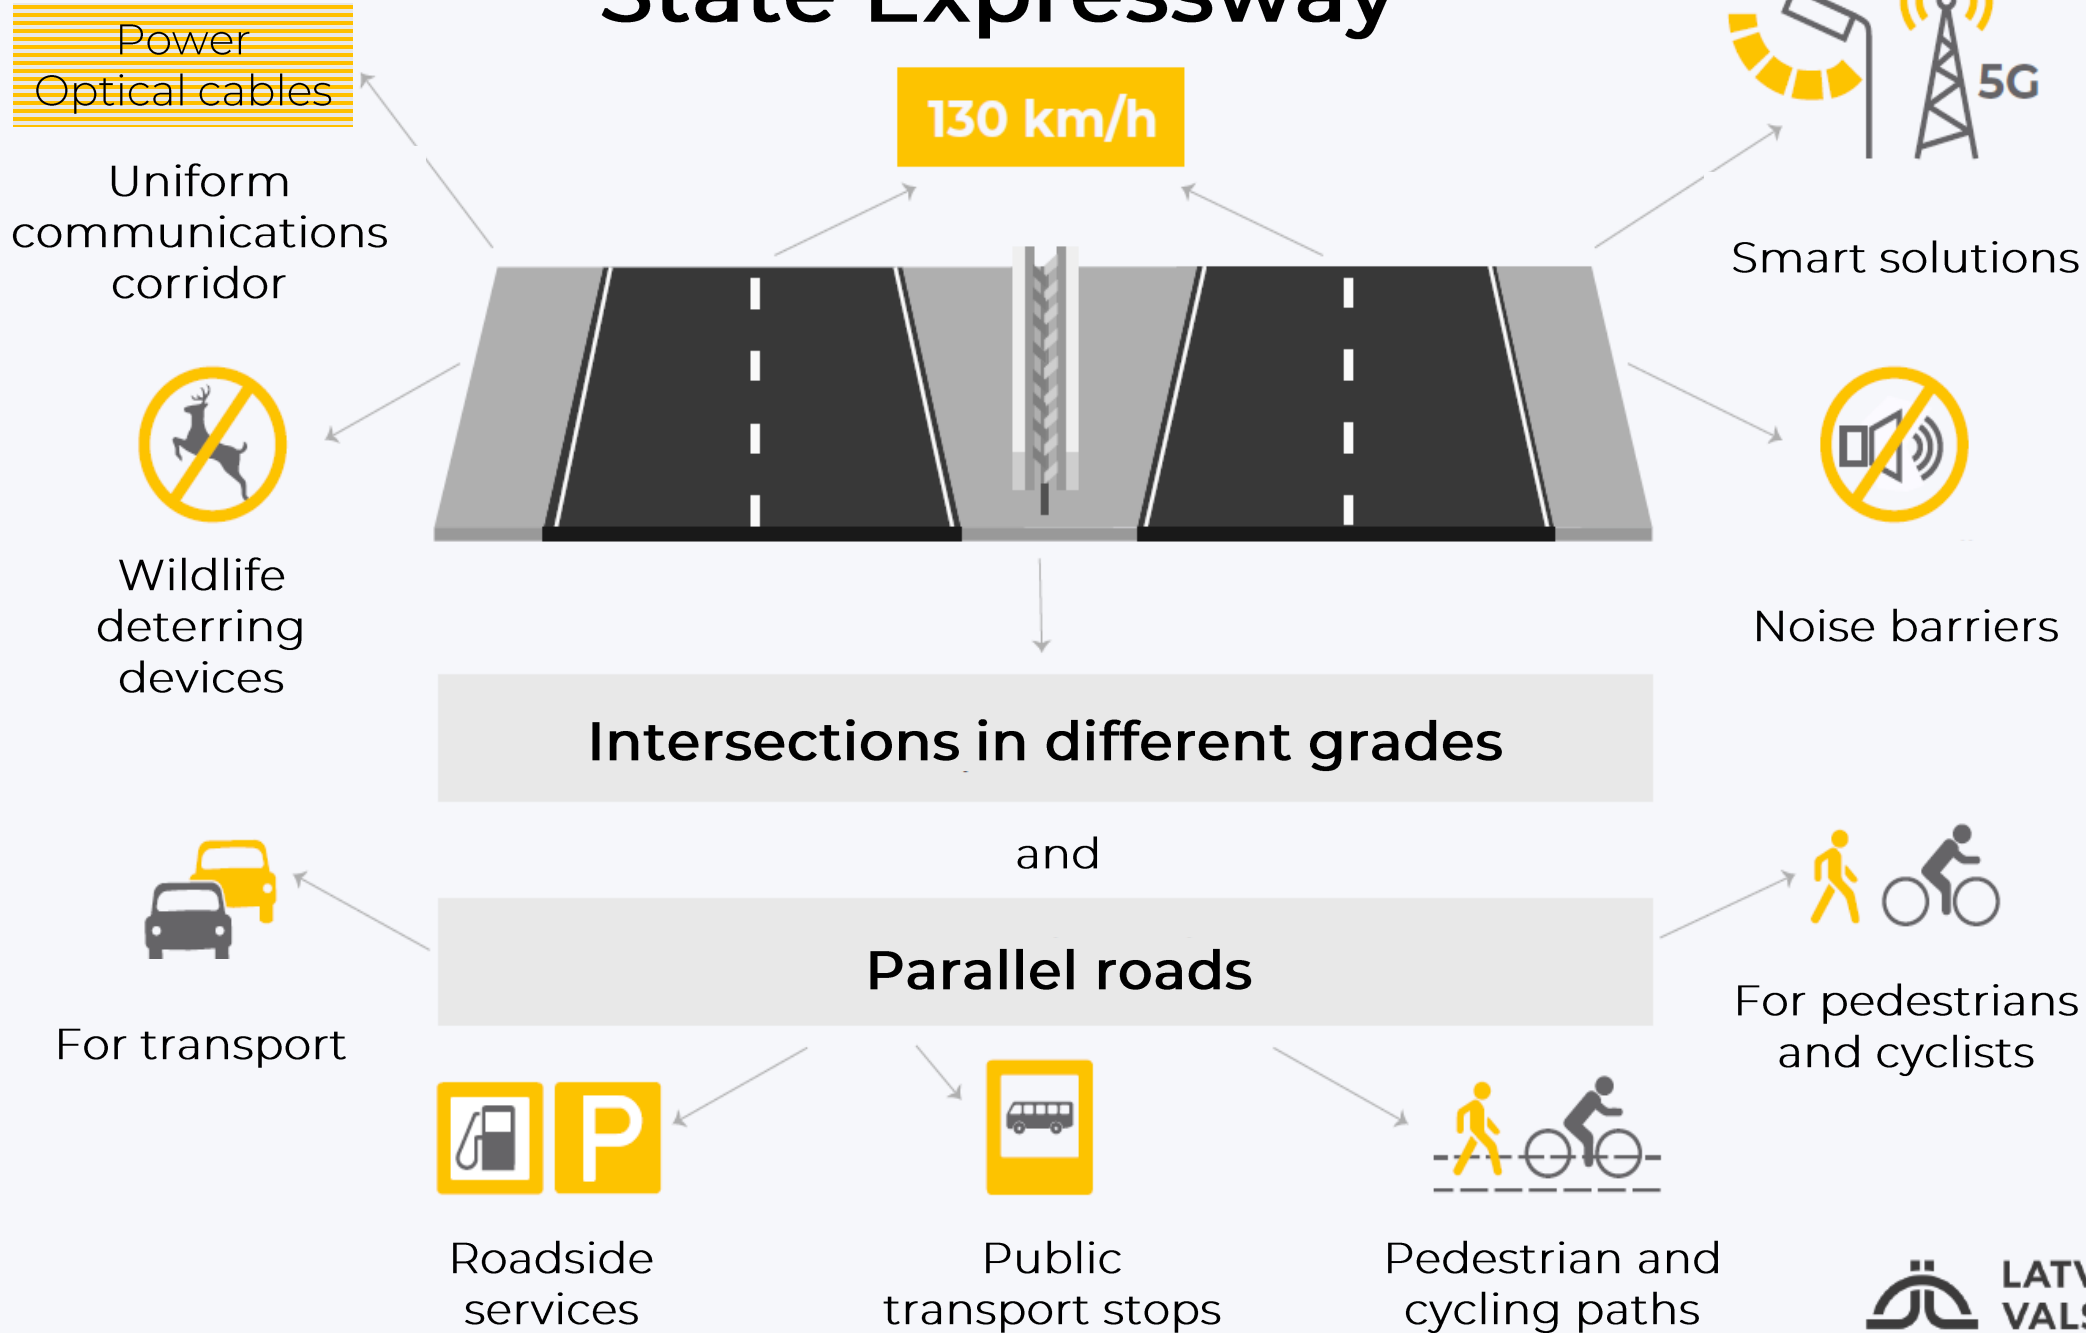 State Expressway
Power
Optical cables
130 km/h
5G
Uniform
communications
corridor
Smart solutions
Wildlife
deterring
devices
Noise barriers
Intersections in different grades
and
Parallel roads
For transport
For pedestrians
and cyclists
P
Roadside
services
Public
transport stops
Pedestrian and
cycling paths
LATV
VALS